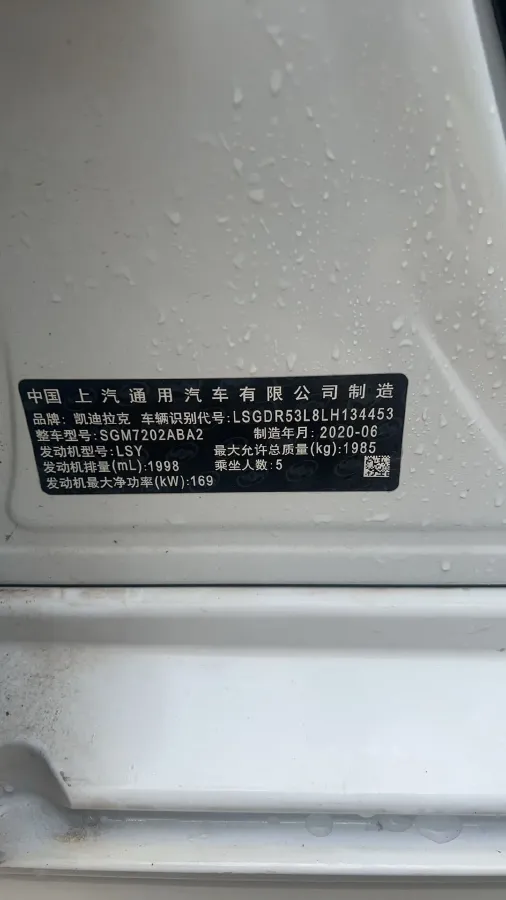 中国 上汽通用汽车有限公司制造
品牌: 凯迪拉克 车辆识别代号:LSGDR53L8LH134453
整车型号:SGM7202ABA2 制造年月:2020-06
发动机型号:LSY 最大允许总质量(kg):1985
发动机排量(mL):1998 乘坐人数:5
发动机最大净功率(kW):169